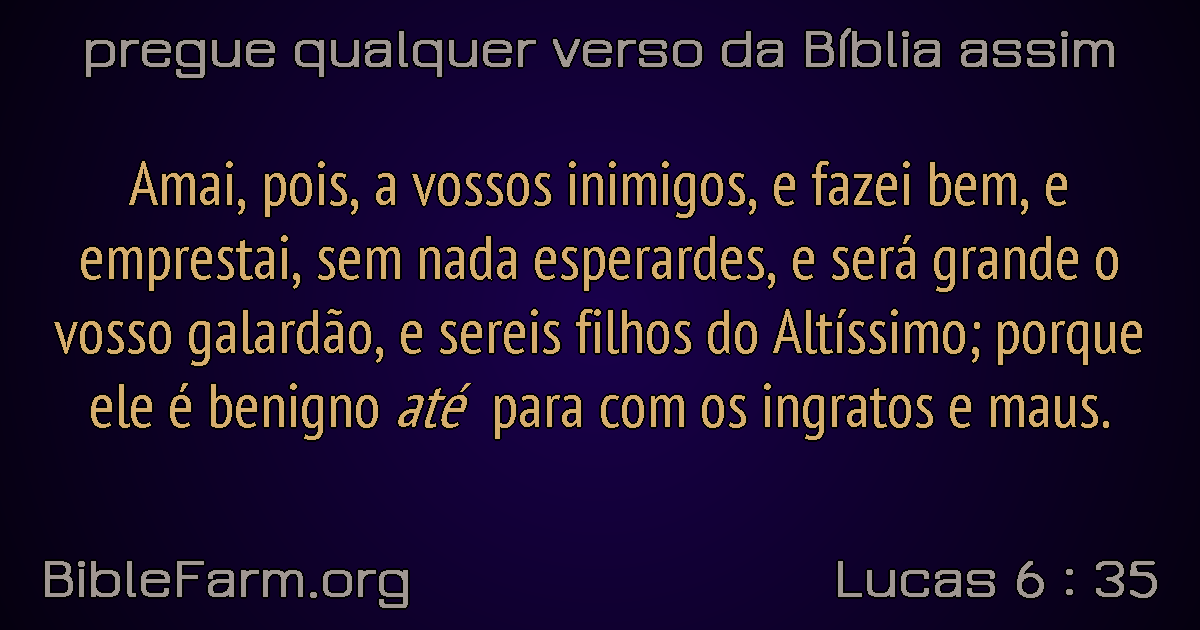 pregue qualquer verso da Bíblia assim
Amai, pois, a vossos inimigos, e fazei bem, e
emprestai, sem nada esperardes, e será grande o
vosso galardão, e sereis filhos do Altíssimo; porque
ele é benigno até para com os ingratos e maus.
BibleFarm.org
Lucas 6 : 35